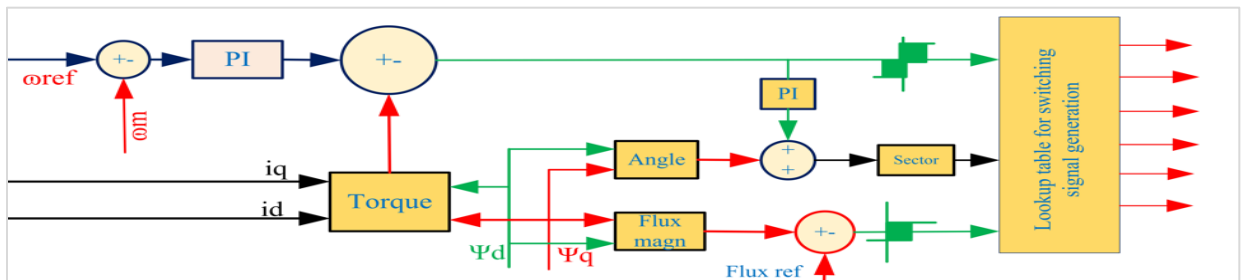 ωref
+-
PI
+-
ωm
PI
iq
id
Torque
Angle
+
+
Sector
Flux
magn
+-
Ψd
Ψq
Flux ref
Lookup table for switching
signal generation